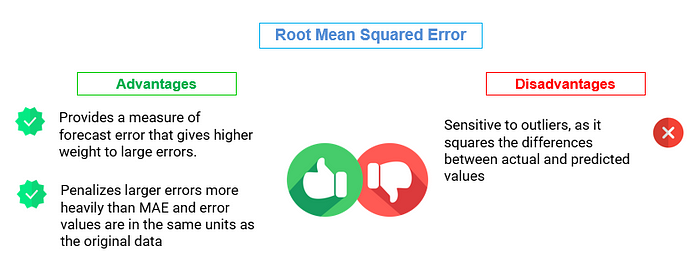 Root Mean Squared Error
Advantages
Provides a measure of
forecast error that gives higher
weight to large errors.
Penalizes larger errors more
heavily than MAE and error
values are in the same units as
the original data
Disadvantages
Sensitive to outliers, as it
squares the differences
between actual and predicted
values